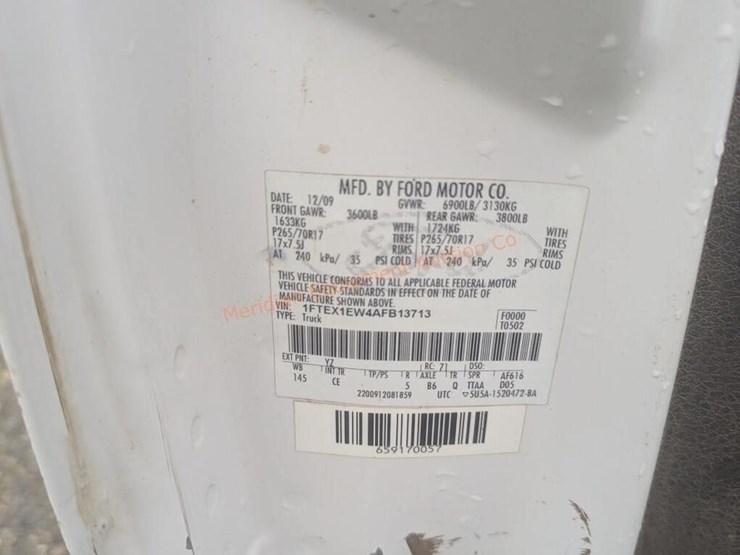 MFD. BY FORD MOTOR CO.
DATE: 12/09 GVWR: 6900LB/ 3130KG
FRONT GAWR: 3600LB REAR GAWR: 3800LB
1633KG WITH 1724KG WITH
P265/70R17 TIRES P265/70R17 TIRES
17x7.5J RIMS 17x7.5J RIMS
AT 240 kPa/ 35 PSI COLD AT 240 kPa/ 35 PSI COLD
THIS VEHICLE CONFORMS TO ALL APPLICABLE FEDERAL MOTOR
VEHICLE SAFETY STANDARDS IN EFFECT ON THE DATE OF
MANUFACTURE SHOWN ABOVE.
VIN: 1FTEX1EW4AFB13713
TYPE: Truck
F0000
T0502
EXT PNT: YZ RC: 71 DSO:
WB INT TR TP/PS R AXLE TR SPR AF616
145 CE 5 B6 Q TTAA D05
2200912081859 UTC 5U5A-1520472-BA
659170057